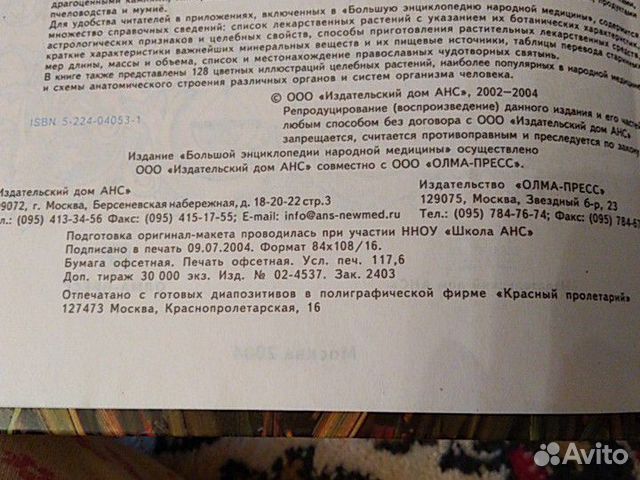 драгоценными камнями,
пчеловодства и мумие.
Для удобства читателей в приложениях, включенных в «Большую энциклопедию народной медицины», содержится
множество справочных сведений: список лекарственных растений с указанием их ботанических характеристик,
астрологических признаков и целебных свойств, способы приготовления растительных лекарственных средств,
краткие характеристики важнейших минеральных веществ и их пищевые источники, таблицы перевода старинных
мер длины, массы и объема, список и местонахождение православных чудотворных святынь.
В книге также представлены 128 цветных иллюстраций целебных растений, наиболее популярных в народной медицине
и схемы анатомического строения различных органов и систем организма человека.
© ООО «Издательский дом АНС», 2002—2004
Репродуцирование (воспроизведение) данного издания и его часте
любым способом без договора с ООО «Издательский дом АНС»
запрещается, считается противоправным и преследуется по закону
ISBN 5-224-04053-1
Издание «Большой энциклопедии народной медицины» осуществлено
ООО «Издательский дом АНС» совместно с ООО «ОЛМА-ПРЕСС».
Издательский дом АНС»
09072, г. Москва, Берсеневская набережная, д. 18-20-22 стр.3
ел.: (095) 413-34-56 Факс: (095) 415-17-55; E-mail: info@ans-newmed.ru
Издательство «ОЛМА-ПРЕСС»
129075, Москва, Звездный б-р, 23
Тел.: (095) 784-76-74; Факс: (095) 784-67
Подготовка оригинал-макета проводилась при участии ННОУ «Школа АНС»
Подписано в печать 09.07.2004. Формат 84х108/16.
Бумага офсетная. Печать офсетная. Усл. печ. 117,6
Доп. тираж 30 000 экз. Изд. № 02-4537. Зак. 2403
Отпечатано с готовых диапозитивов в полиграфической фирме «Красный пролетарий»
127473 Москва, Краснопролетарская, 16
Москва 2004
Avito